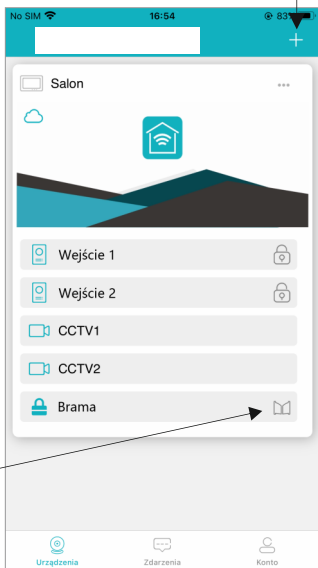 No SIM 16:54 83%
Salon
Wejście 1
Wejście 2
CCTV1
CCTV2
Brama
Urządzenia Zdarzenia Konto